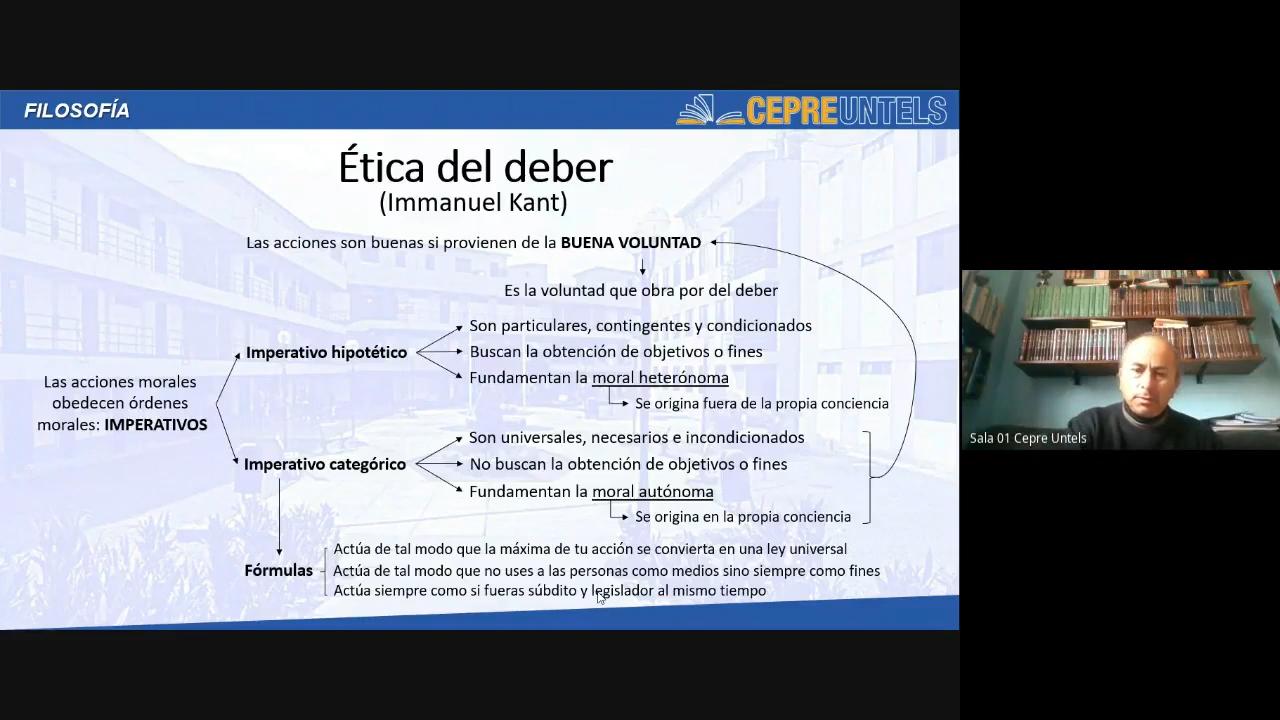 FILOSOFÍA
CEPREUNTELS
Ética del deber
(Immanuel Kant)
Las acciones son buenas si provienen de la BUENA VOLUNTAD
Es la voluntad que obra por del deber
Las acciones morales
obedecen órdenes
morales: IMPERATIVOS
Imperativo hipotético
Son particulares, contingentes y condicionados
Buscan la obtención de objetivos o fines
Fundamentan la moral heterónoma
Se origina fuera de la propia conciencia
Imperativo categórico
Son universales, necesarios e incondicionados
No buscan la obtención de objetivos o fines
Fundamentan la moral autónoma
Se origina en la propia conciencia
Fórmulas
Actúa de tal modo que la máxima de tu acción se convierta en una ley universal
Actúa de tal modo que no uses a las personas como medios sino siempre como fines
Actúa siempre como si fueras súbdito y legislador al mismo tiempo
Sala 01 Cepre Untels